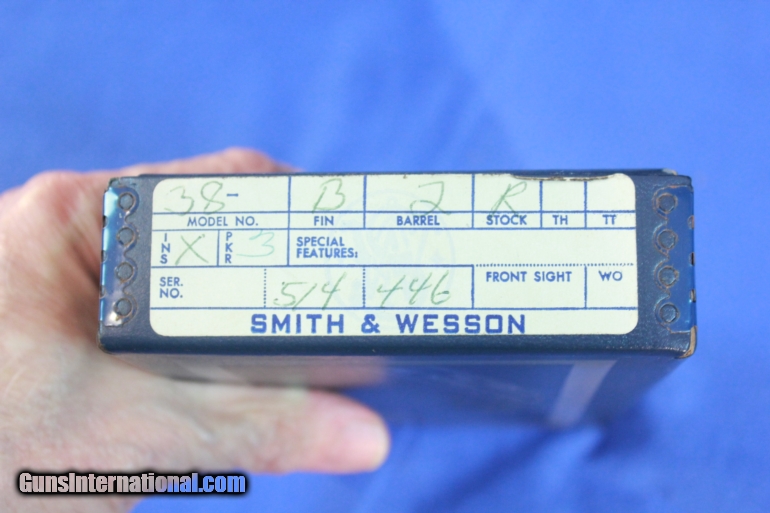 38- B 2 R
MODEL NO. FIN BARREL STOCK TH TT
INS X PKR 3 SPECIAL FEATURES:
SER. NO. 514 446 FRONT SIGHT WO
SMITH & WESSON
GunsInternational.com